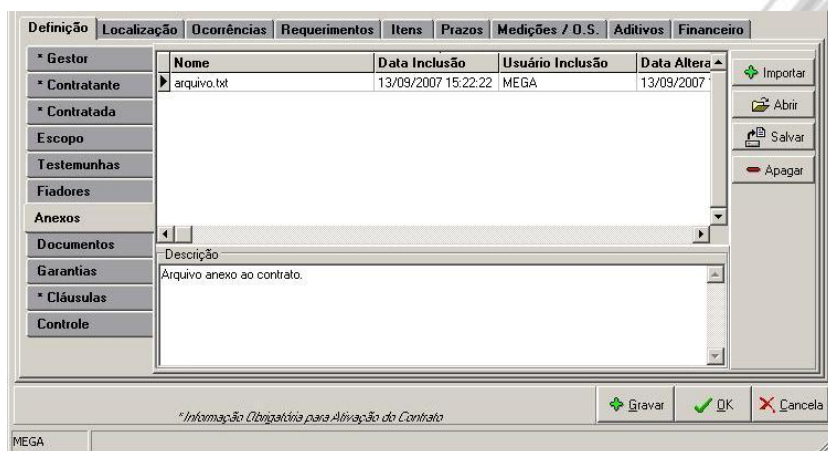 Definição Localização Ocorrências Requerimentos Itens Prazos Medições / O.S. Aditivos Financeiro
* Gestor
* Contratante
* Contratada
Escopo
Testemunhas
Fiadores
Anexos
Documentos
Garantias
* Cláusulas
Controle
Nome Data Inclusão Usuário Inclusão Data Altera
arquivo.txt 13/09/2007 15:22:22 MEGA 13/09/2007 1
Descrição
Arquivo anexo ao contrato.
Importar
Abrir
Salvar
Apagar
*Informação Obrigatória para Ativação do Contrato
Gravar OK Cancela
MEGA